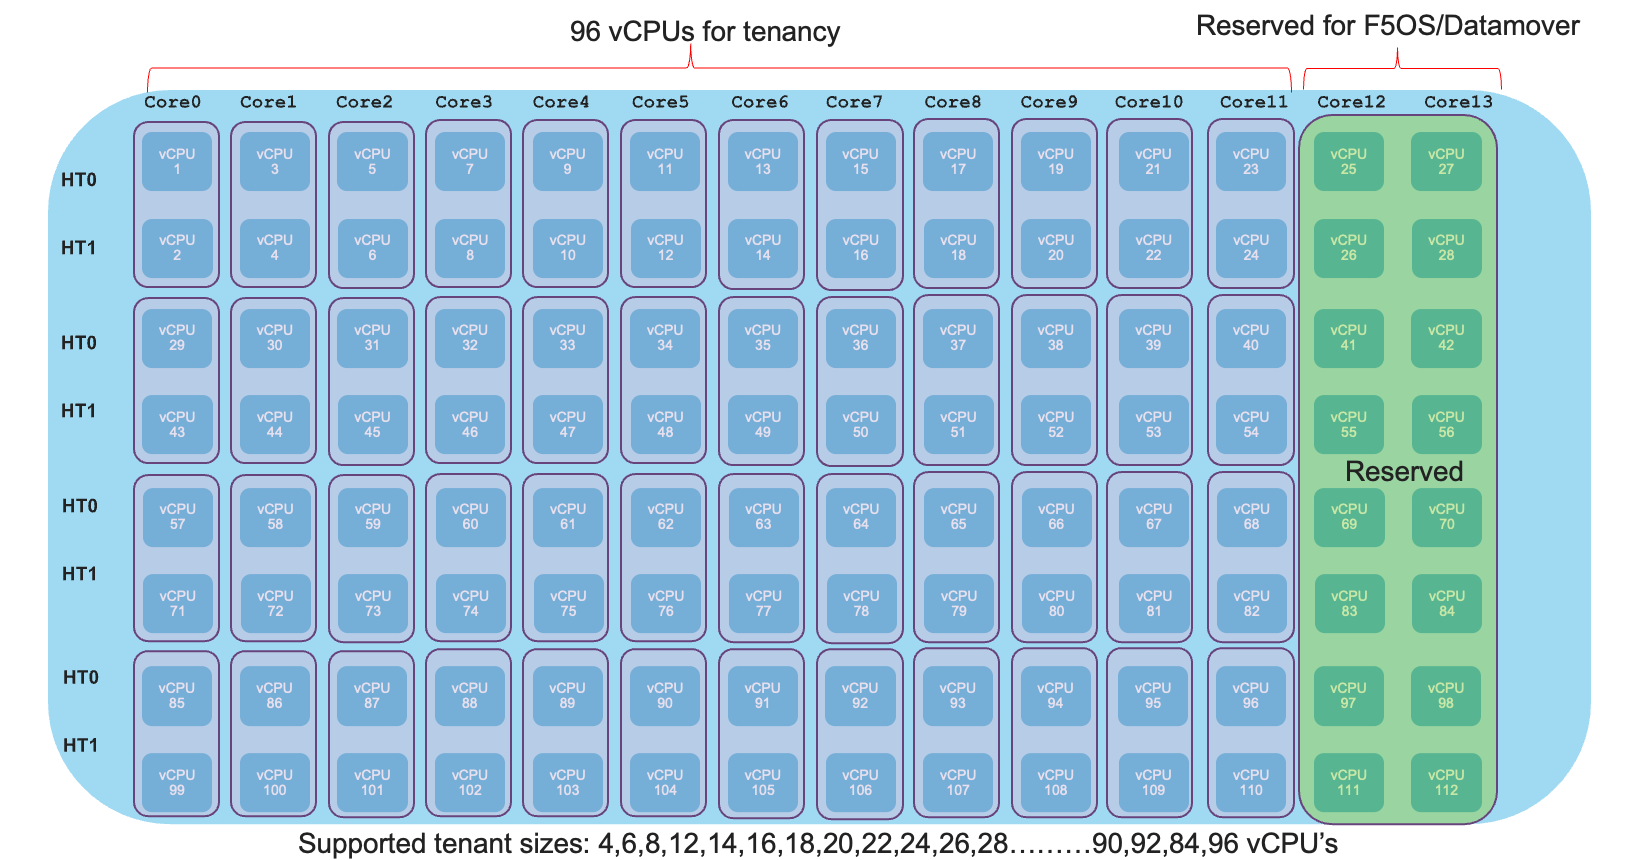 96 vCPUs for tenancy
Reserved for F5OS/Datamover
Core0 Core1 Core2 Core3 Core4 Core5 Core6 Core7 Core8 Core9 Core10 Core11 Core12 Core13
HT0
vCPU vCPU vCPU vCPU vCPU vCPU vCPU vCPU vCPU vCPU vCPU vCPU vCPU vCPU
1 3 5 7 9 11 13 15 17 19 21 23 25 27
HT1
vCPU vCPU vCPU vCPU vCPU vCPU vCPU vCPU vCPU vCPU vCPU vCPU vCPU vCPU
2 4 6 8 10 12 14 16 18 20 22 24 26 28
HT0
vCPU vCPU vCPU vCPU vCPU vCPU vCPU vCPU vCPU vCPU vCPU vCPU vCPU vCPU
29 30 31 32 33 34 35 36 37 38 39 40 41 42
HT1
vCPU vCPU vCPU vCPU vCPU vCPU vCPU vCPU vCPU vCPU vCPU vCPU vCPU vCPU
43 44 45 46 47 48 49 50 51 52 53 54 55 56
Reserved
HT0
vCPU vCPU vCPU vCPU vCPU vCPU vCPU vCPU vCPU vCPU vCPU vCPU vCPU vCPU
57 58 59 60 61 62 63 64 65 66 67 68 69 70
HT1
vCPU vCPU vCPU vCPU vCPU vCPU vCPU vCPU vCPU vCPU vCPU vCPU vCPU vCPU
71 72 73 74 75 76 77 78 79 80 81 82 83 84
HT0
vCPU vCPU vCPU vCPU vCPU vCPU vCPU vCPU vCPU vCPU vCPU vCPU vCPU vCPU
85 86 87 88 89 90 91 92 93 94 95 96 97 98
HT1
vCPU vCPU vCPU vCPU vCPU vCPU vCPU vCPU vCPU vCPU vCPU vCPU vCPU vCPU
99 100 101 102 103 104 105 106 107 108 109 110 111 112
Supported tenant sizes: 4,6,8,12,14,16,18,20,22,24,26,28………90,92,84,96 vCPU’s